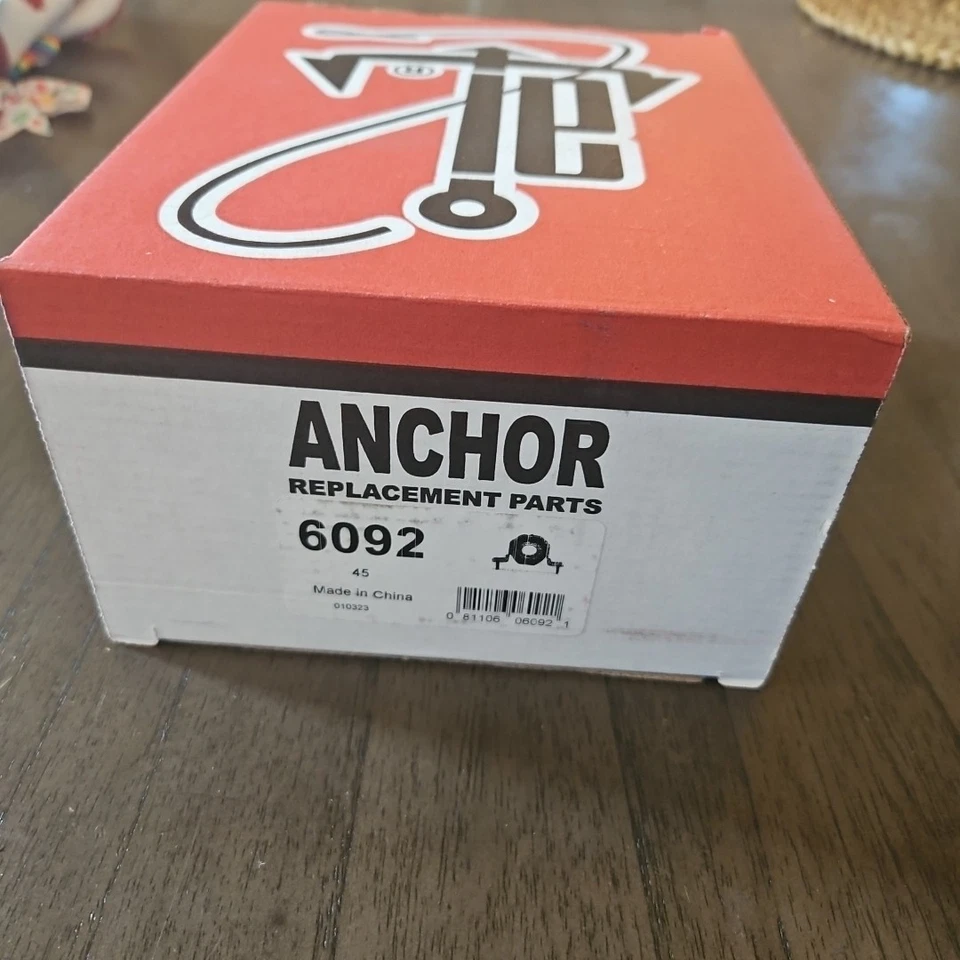 ANCHOR
REPLACEMENT PARTS
6092
45
Made in China
010323
0 81106 06092 1